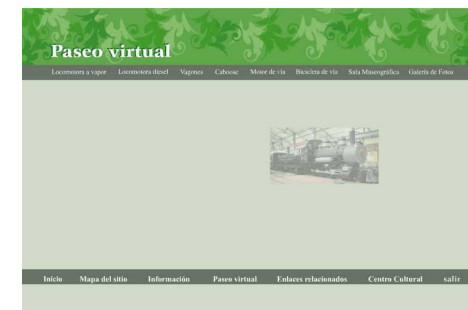 Paseo virtual
Locomotora a vapor Locomotora diesel Vagones Caboose Motor de vía Bicicleta de vía Sala Museográfica Galería de Fotos
Inicio Mapa del sitio Información Paseo virtual Enlaces relacionados Centro Cultural salir